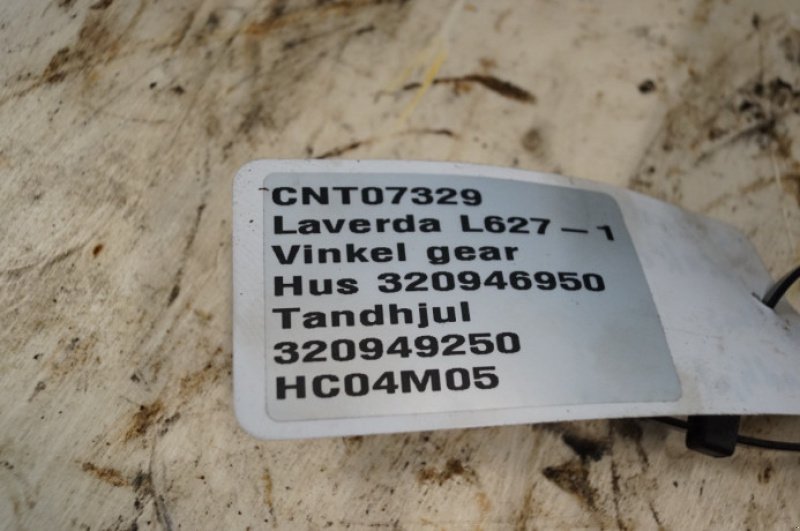 CNT07329
Laverda L627-1
Vinkel gear
Hus 320946950
Tandhjul
320949250
HC04M05